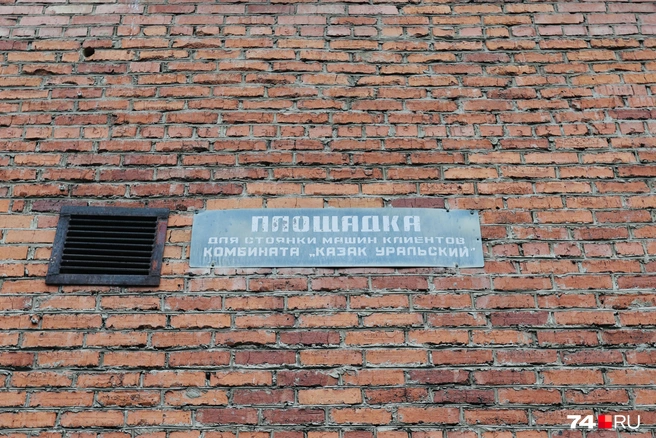 ПЛОЩАДКА
ДЛЯ СТОЯНКИ МАШИН КЛИЕНТОВ
КОМБИНАТА „КАЗАК УРАЛЬСКИЙ"
74.RU